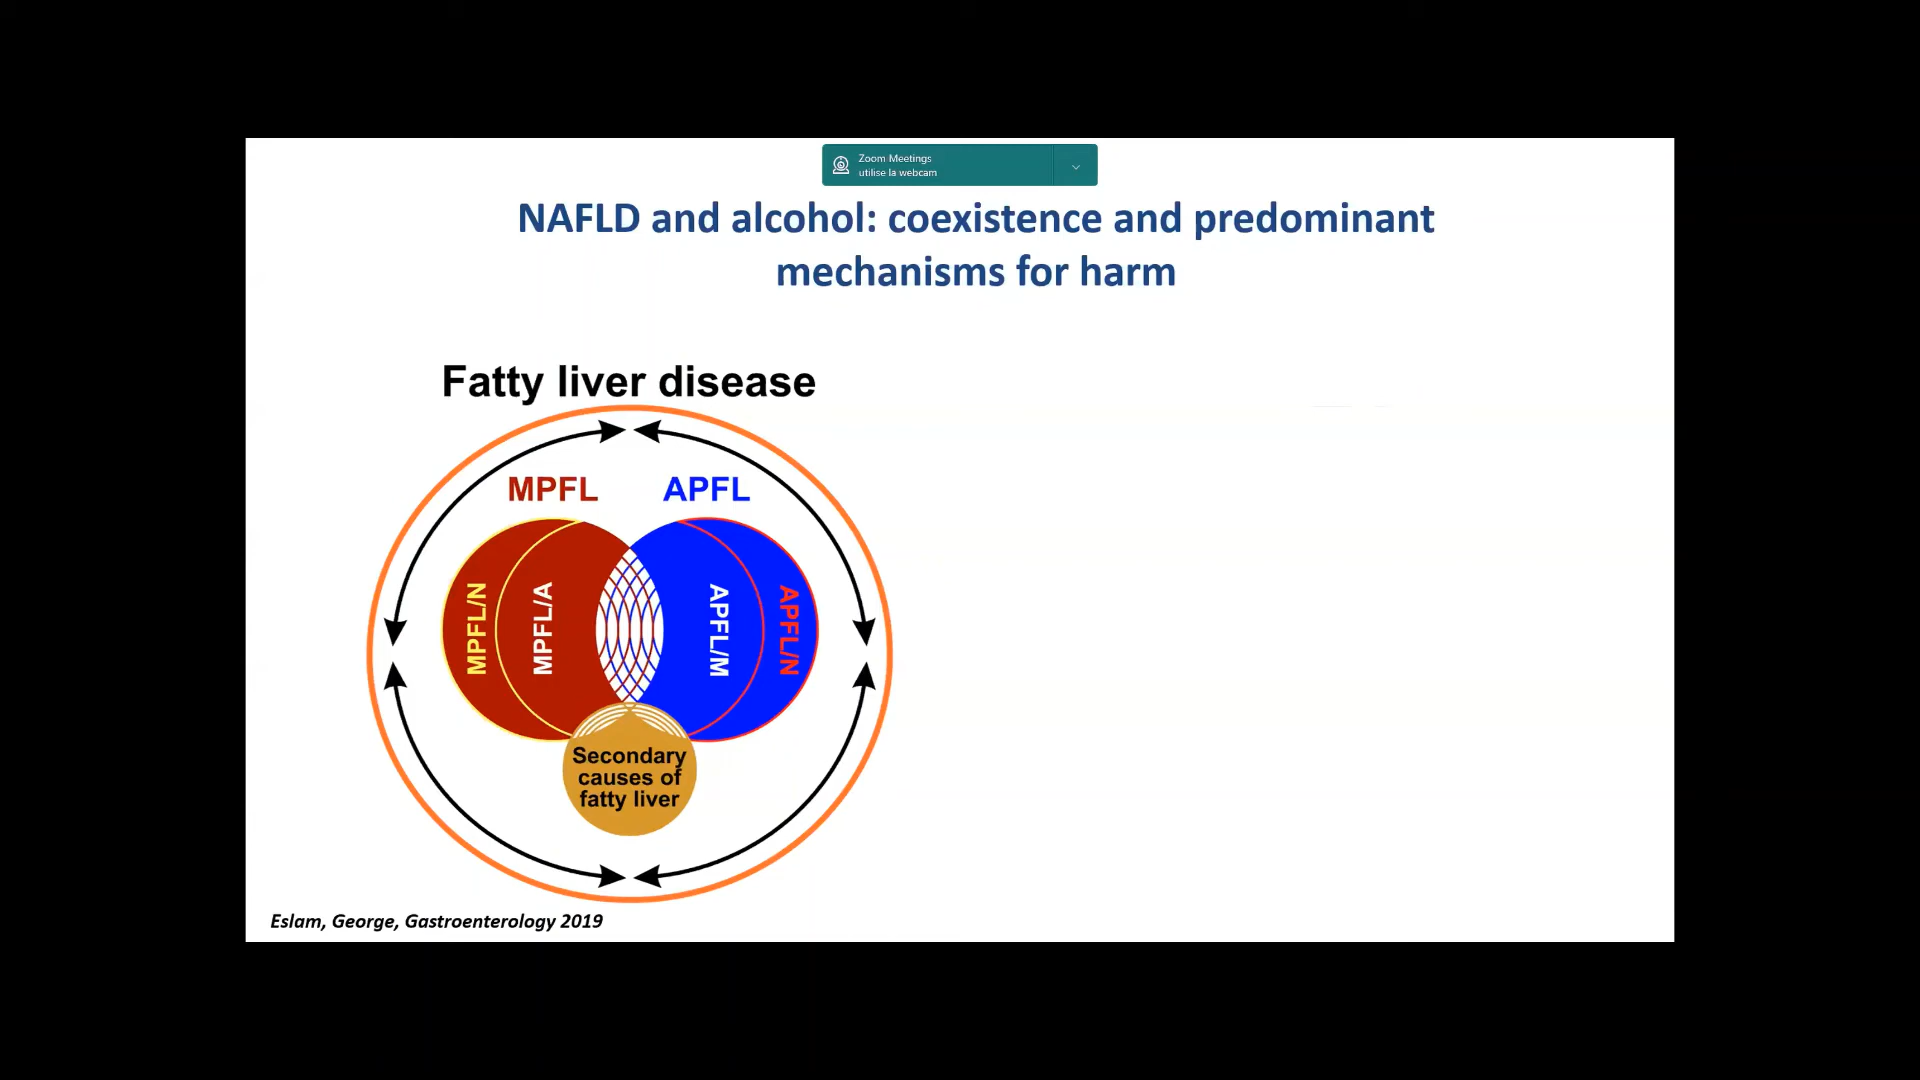 Zoom Meetings
utilise la webcam
NAFLD and alcohol: coexistence and predominant
mechanisms for harm
Fatty liver disease
MPFL
APFL
MPFL/N
MPFL/A
APFL/M
APFL/N
Secondary
causes of
fatty liver
Eslam, George, Gastroenterology 2019